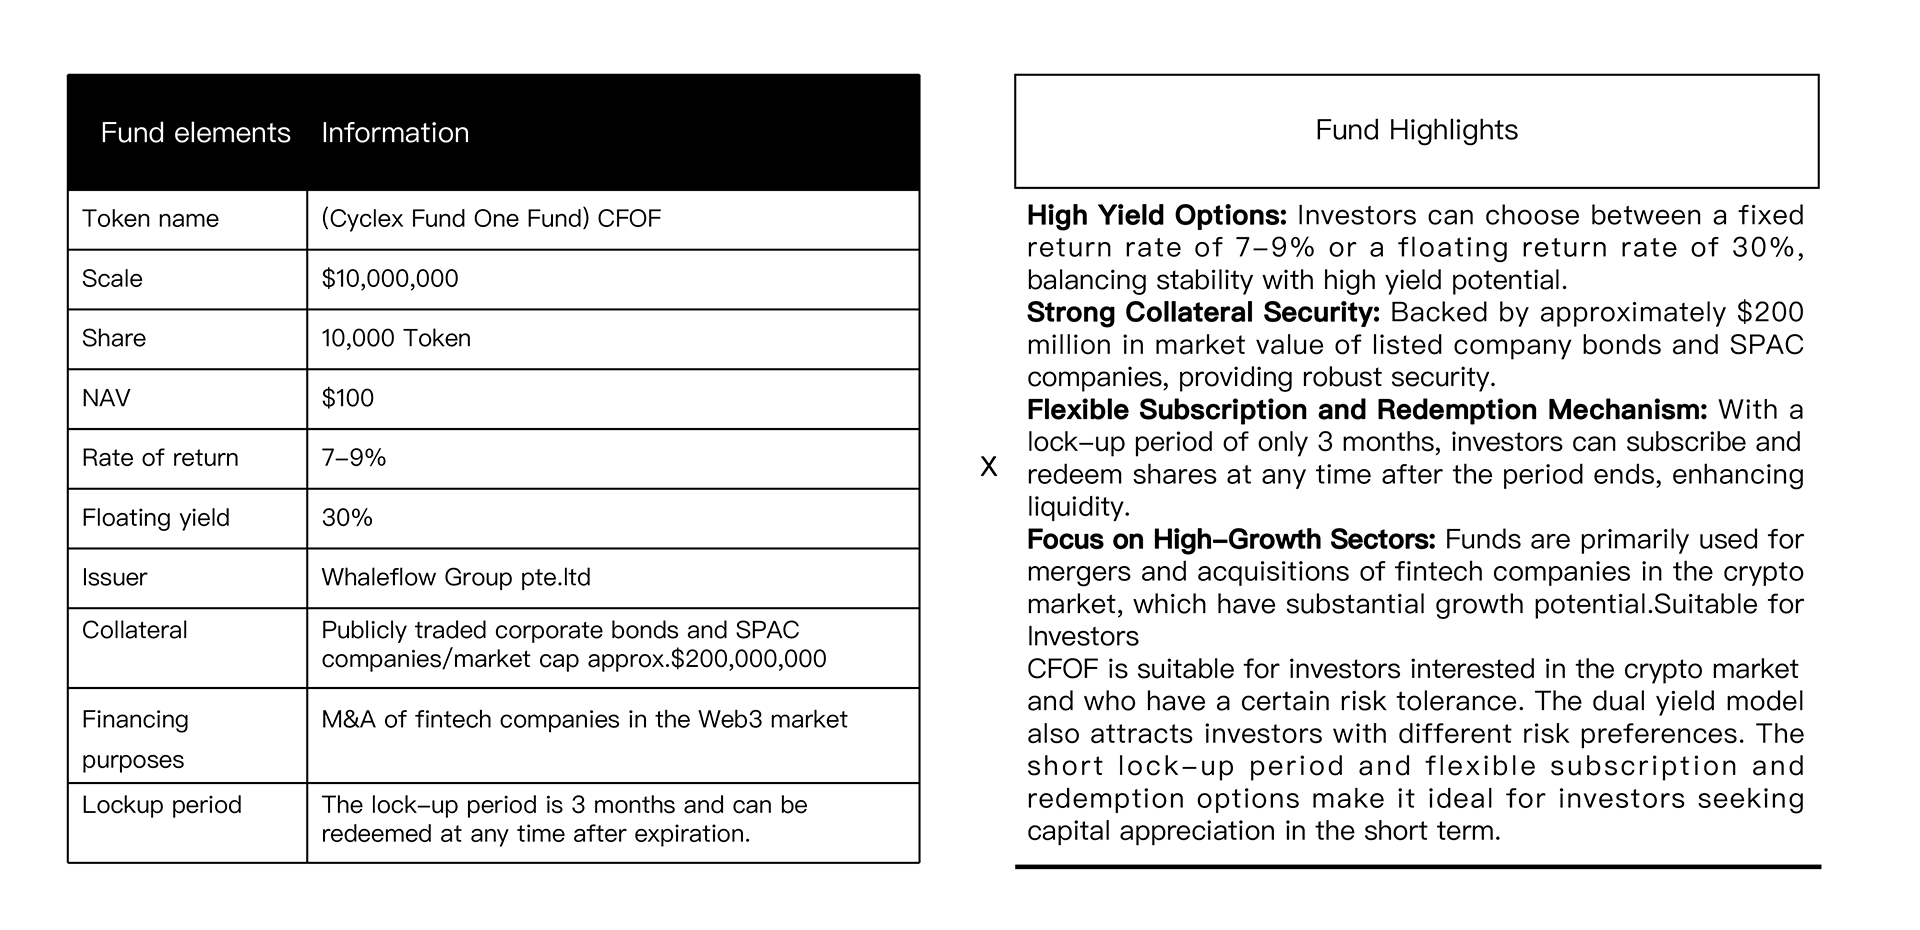 Fund elements Information
Token name (Cyclex Fund One Fund) CFOF
Scale $10,000,000
Share 10,000 Token
NAV $100
Rate of return 7–9%
Floating yield 30%
Issuer Whaleflow Group pte.ltd
Collateral Publicly traded corporate bonds and SPAC
companies/market cap approx.$200,000,000
Financing M&A of fintech companies in the Web3 market
purposes
Lockup period The lock–up period is 3 months and can be
redeemed at any time after expiration.
X
Fund Highlights
High Yield Options: Investors can choose between a fixed
return rate of 7–9% or a floating return rate of 30%,
balancing stability with high yield potential.
Strong Collateral Security: Backed by approximately $200
million in market value of listed company bonds and SPAC
companies, providing robust security.
Flexible Subscription and Redemption Mechanism: With a
lock–up period of only 3 months, investors can subscribe and
redeem shares at any time after the period ends, enhancing
liquidity.
Focus on High–Growth Sectors: Funds are primarily used for
mergers and acquisitions of fintech companies in the crypto
market, which have substantial growth potential.Suitable for
Investors
CFOF is suitable for investors interested in the crypto market
and who have a certain risk tolerance. The dual yield model
also attracts investors with different risk preferences. The
short lock–up period and flexible subscription and
redemption options make it ideal for investors seeking
capital appreciation in the short term.